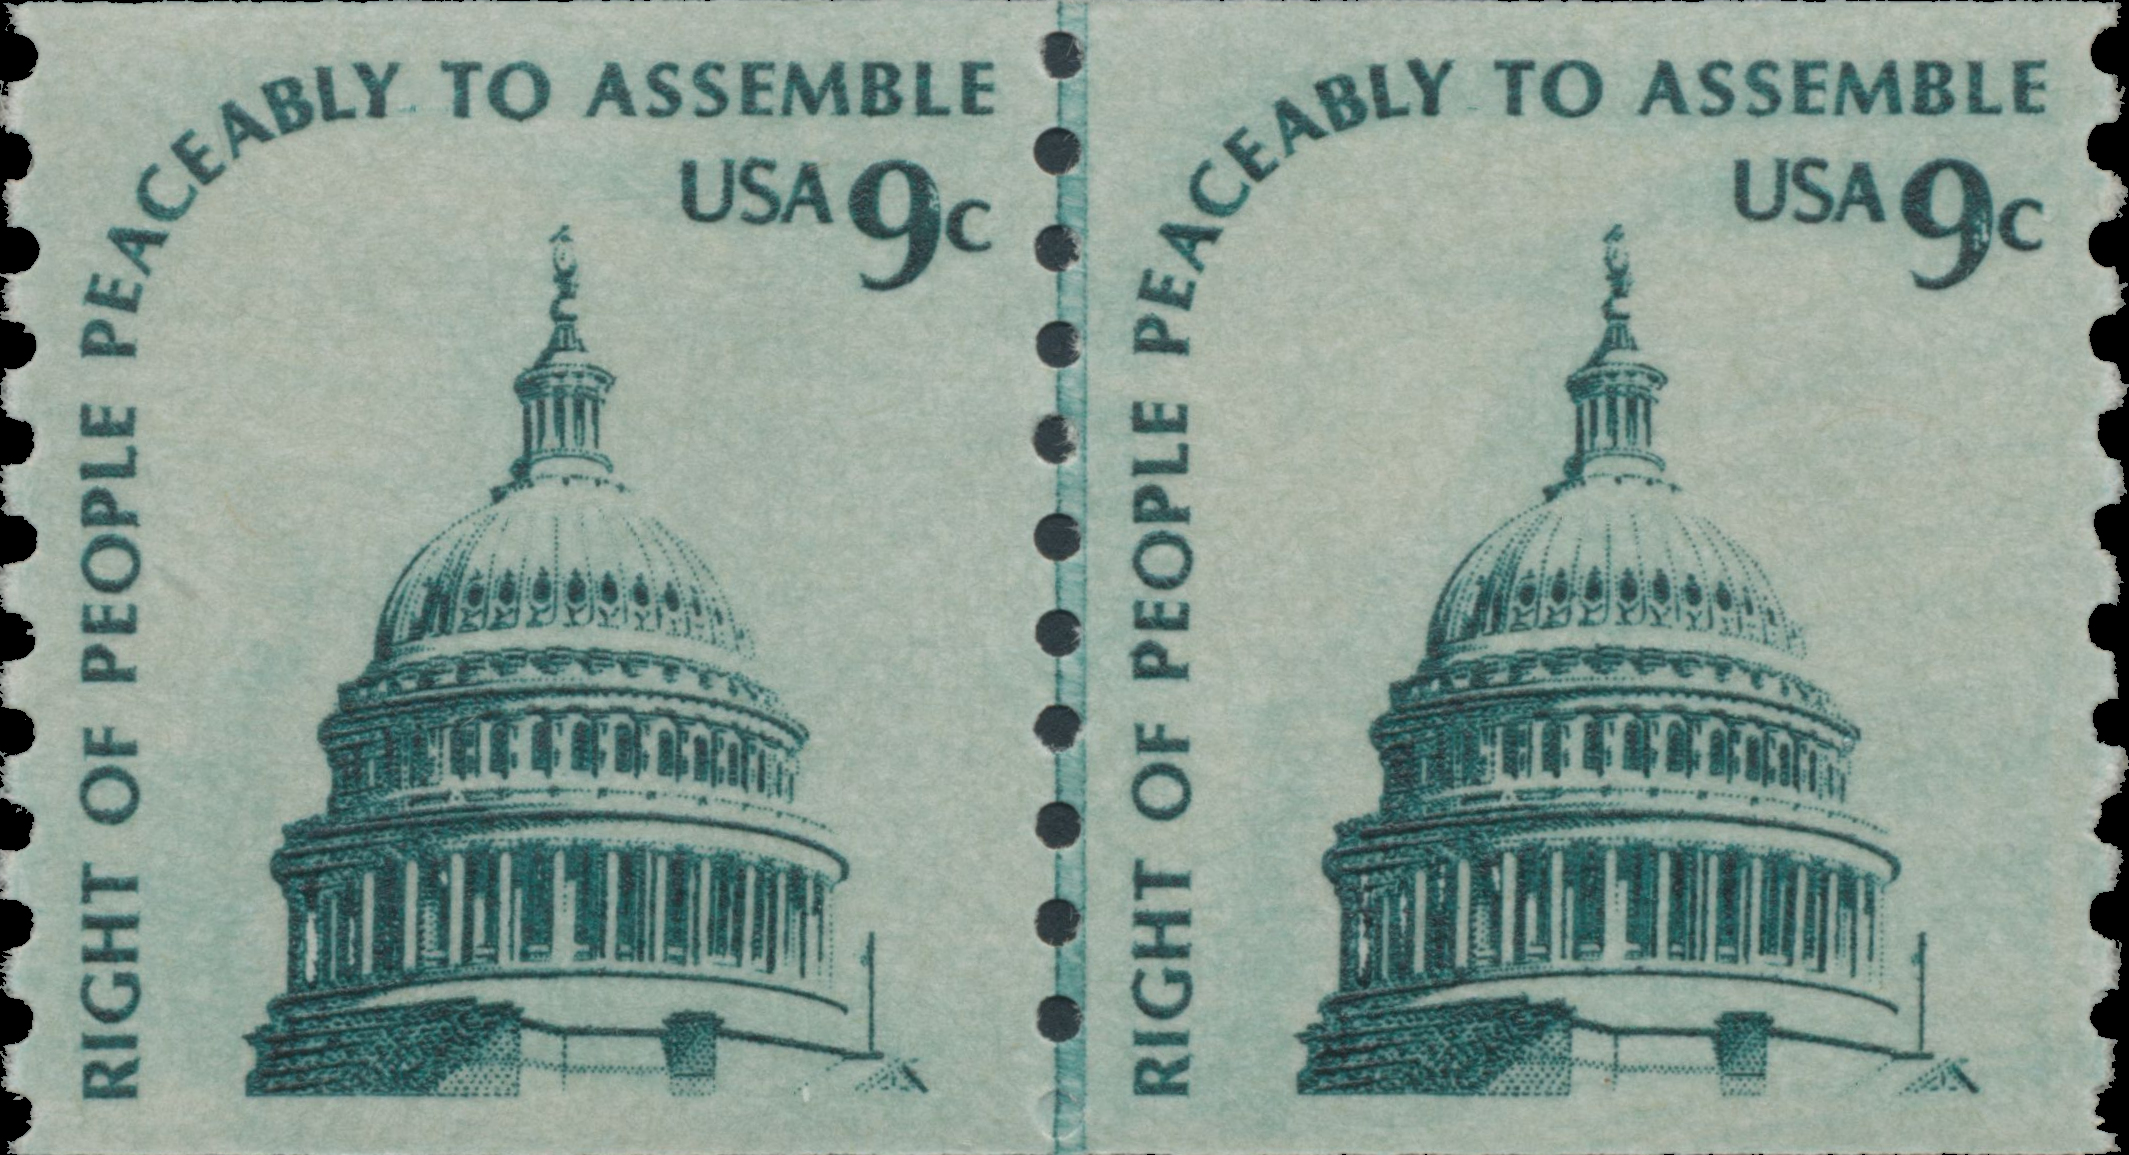 RIGHT OF PEOPLE PEACEABLY TO ASSEMBLE
USA 9c
RIGHT OF PEOPLE PEACEABLY TO ASSEMBLE
USA 9c